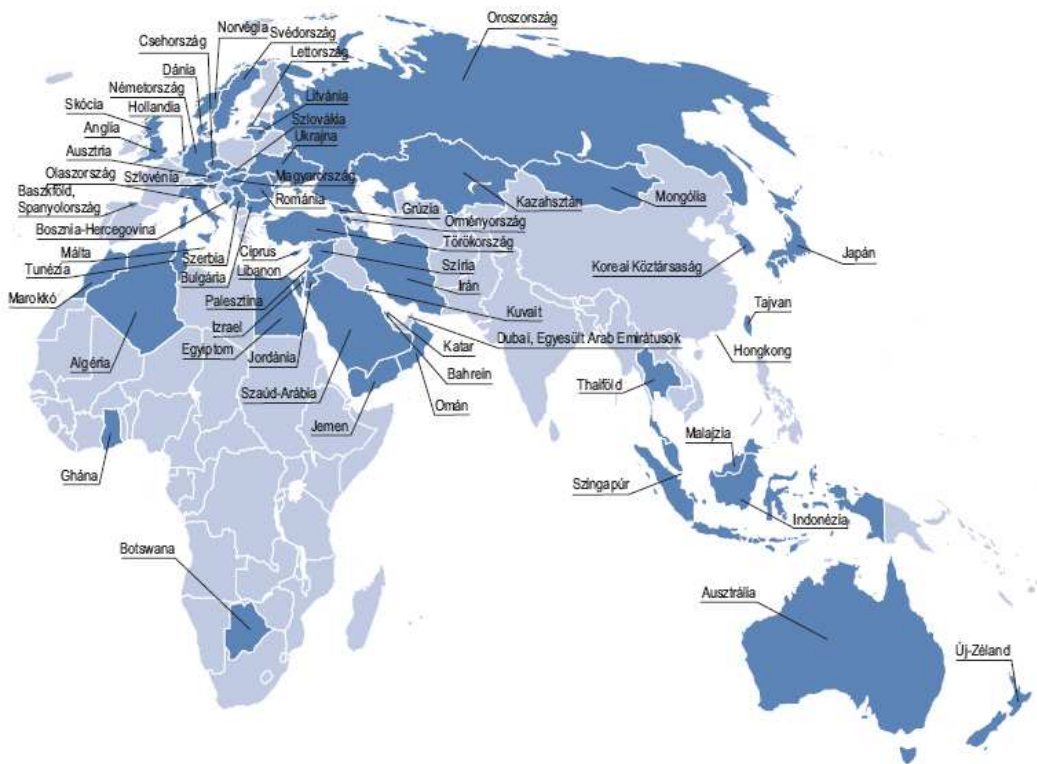 Oroszország
Norvégia
Svédország
Csehország
Lettország
Dánia
Németország
Litvánia
Hollandia
Skócia
Szlovákia
Anglia
Ukrajna
Ausztria
Olaszország
Szlovénia
Magyarország
Baszkföld,
Spanyolország
Románia
Grúzia
Kazahsztán
Mongólia
Örményország
Bosznia-Hercegovina
Törökország
Málta
Szerbia
Ciprus
Szíria
Koreai Köztársaság
Japán
Tunézia
Bulgária
Libanon
Irán
Marokkó
Palesztina
Kuvait
Tajvan
Izrael
Dubai, Egyesült Arab Emirátusok
Egyiptom
Katar
Hongkong
Algéria
Jordánia
Bahrein
Szaúd-Arábia
Omán
Thaiföld
Jemen
Malajzia
Ghána
Szingapúr
Indonézia
Botswana
Ausztrália
Új-Zéland